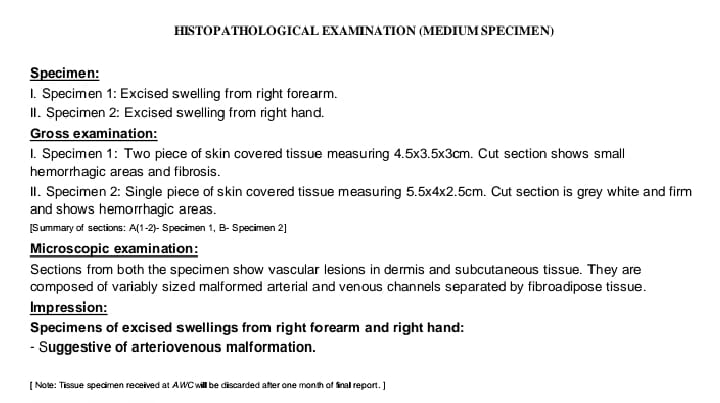 HISTOPATHOLOGICAL EXAMINATION (MEDIUM SPECIMEN)
Specimen:
I. Specimen 1: Excised swelling from right forearm.
II. Specimen 2: Excised swelling from right hand.
Gross examination:
I. Specimen 1: Two piece of skin covered tissue measuring 4.5x3.5x3cm. Cut section shows small
hemorrhagic areas and fibrosis.
II. Specimen 2: Single piece of skin covered tissue measuring 5.5x4x2.5cm. Cut section is grey white and firm
and shows hemorrhagic areas.
[Summary of sections: A(1-2)- Specimen 1, B- Specimen 2]
Microscopic examination:
Sections from both the specimen show vascular lesions in dermis and subcutaneous tissue. They are
composed of variably sized malformed arterial and venous channels separated by fibroadipose tissue.
Impression:
Specimens of excised swellings from right forearm and right hand:
- Suggestive of arteriovenous malformation.
[ Note: Tissue specimen received at AWC will be discarded after one month of final report. ]